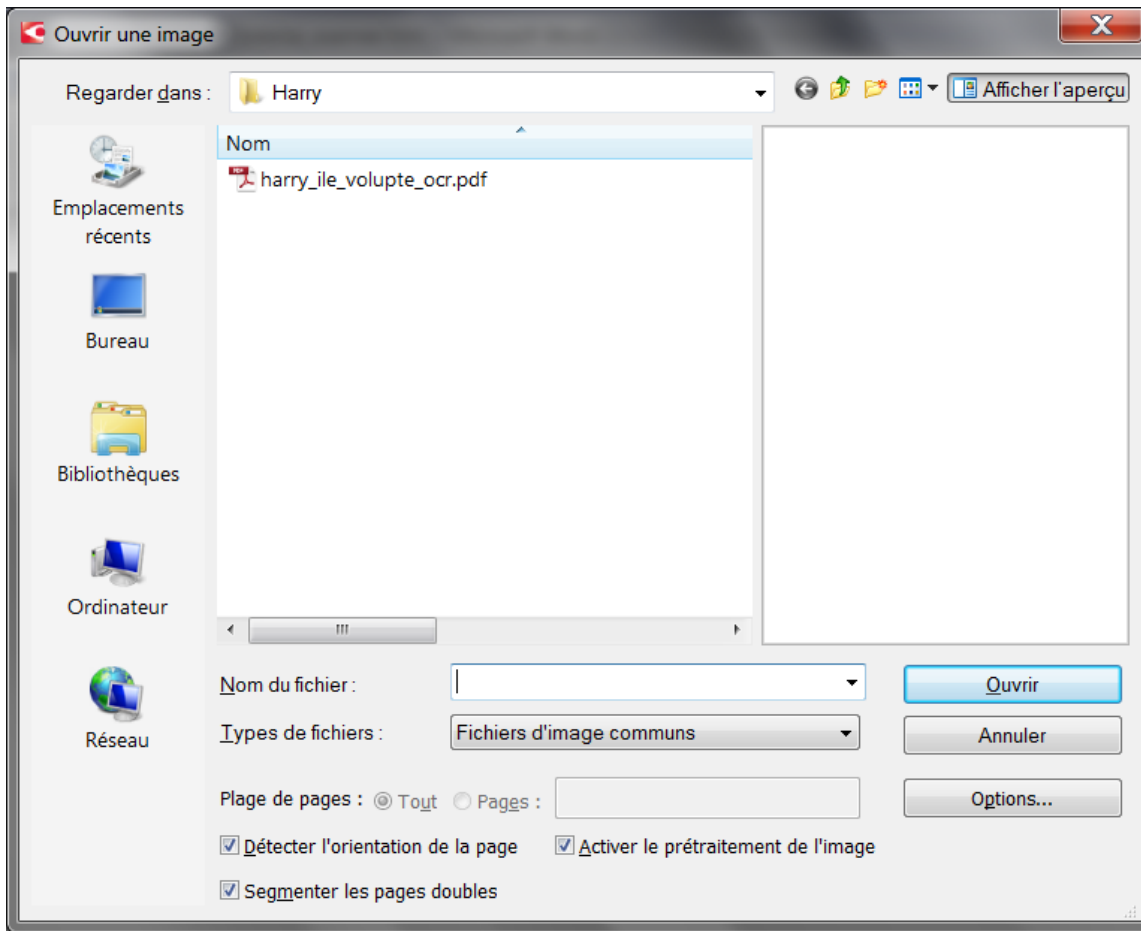 Ouvrir une image
Regarder dans :
Harry
Afficher l'aperçu
Nom
harry_ile_volupte_ocr.pdf
Emplacements
récents
Bureau
Bibliothèques
Ordinateur
Réseau
Nom du fichier :
Ouvrir
Types de fichiers :
Fichiers d'image communs
Annuler
Plage de pages :
Tout
Pages :
Options...
Détecter l'orientation de la page
Activer le prétraitement de l'image
Segmenter les pages doubles